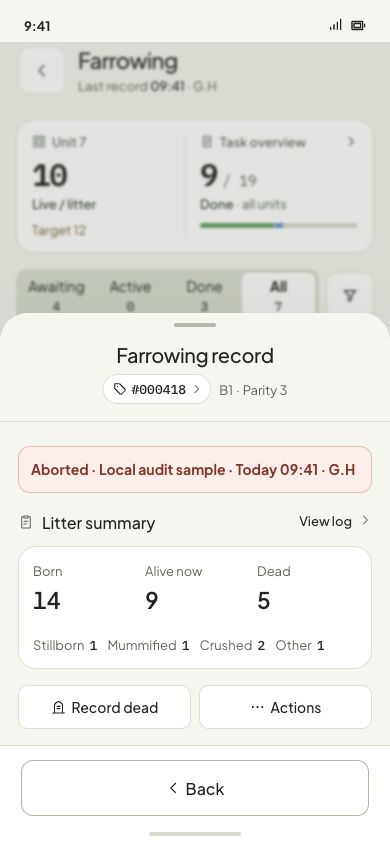 9:41
Farrowing
Last record 09:41 · G.H
Unit 7
Task overview
10
9 / 19
Live / litter
Done · all units
Target 12
Awaiting Active Done All
4 0 3 7
Farrowing record
#000418 B1 · Parity 3
Aborted · Local audit sample · Today 09:41 · G.H
Litter summary View log
Born Alive now Dead
14 9 5
Stillborn 1 Mummified 1 Crushed 2 Other 1
Record dead
Actions
Back